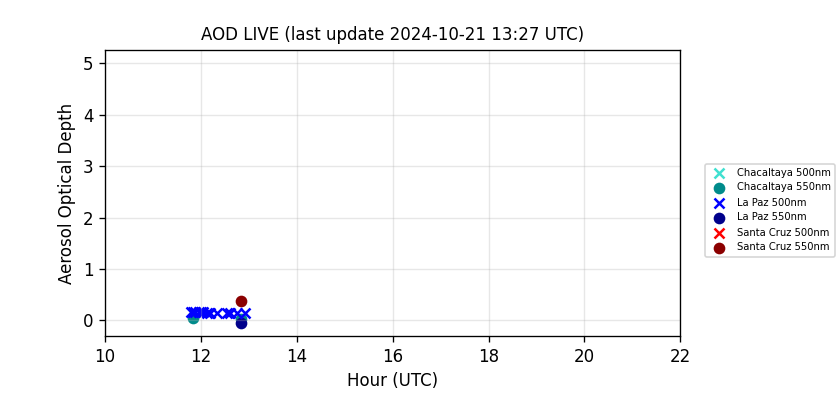 AOD LIVE (last update 2024-10-21 13:27 UTC)
5
4
3
2
1
0
Aerosol Optical Depth
10 12 14 16 18 20 22
Hour (UTC)
Chacaltaya 500nm
Chacaltaya 550nm
La Paz 500nm
La Paz 550nm
Santa Cruz 500nm
Santa Cruz 550nm